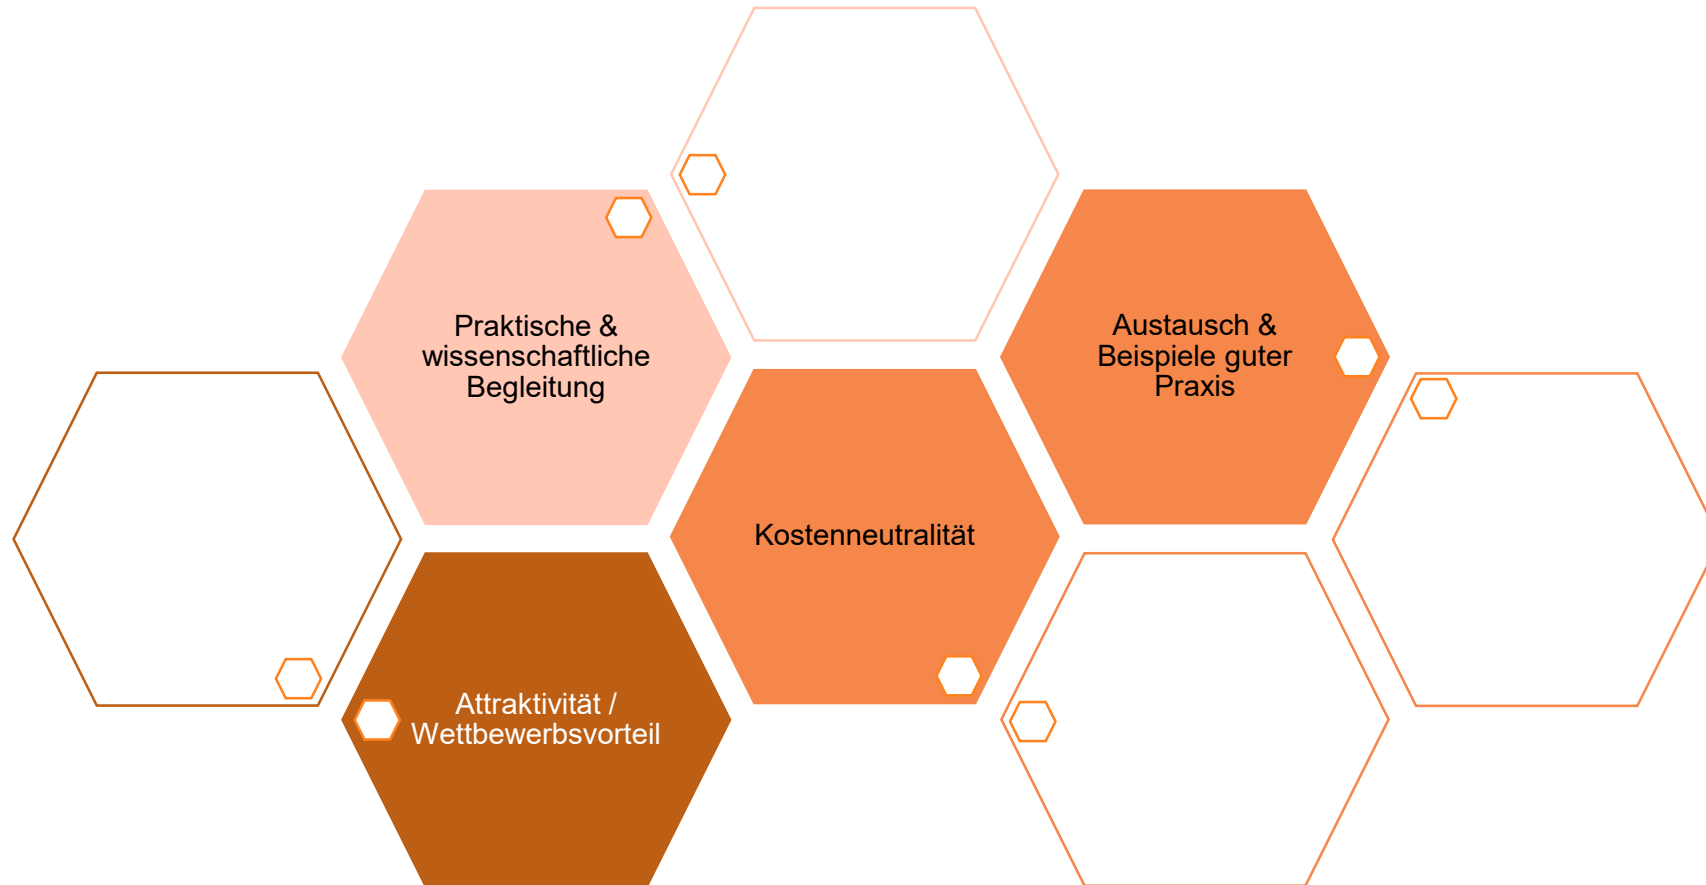 Praktische &
wissenschaftliche
Begleitung
Austausch &
Beispiele guter
Praxis
Kostenneutralität
Attraktivität /
Wettbewerbsvorteil